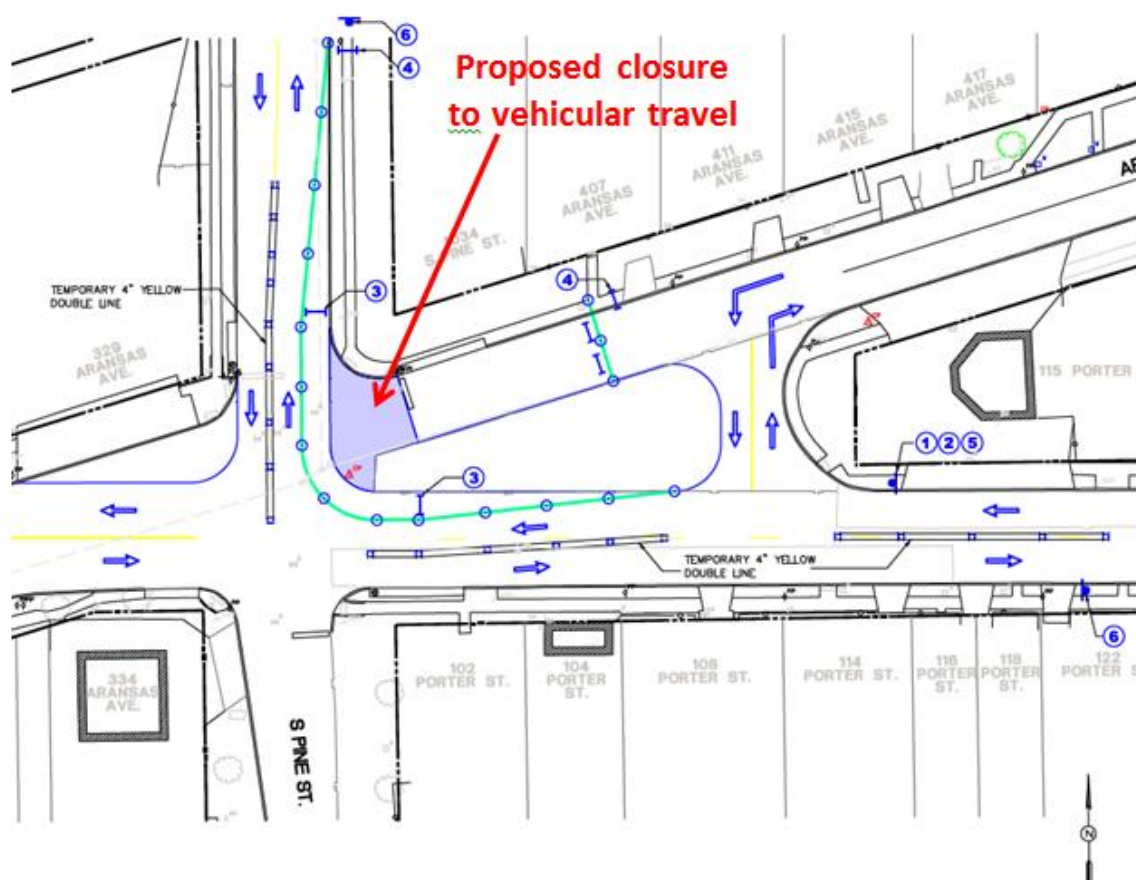 6
4
Proposed closure
to vehicular travel
417
ARANSAS
AVE.
415
ARANSAS
AVE.
411
ARANSAS
AVE.
407
ARANSAS
AVE.
S PINE ST.
4
TEMPORARY 4" YELLOW
DOUBLE LINE
3
329
ARANSAS
AVE.
115 PORTER
1 2 5
3
TEMPORARY 4" YELLOW
DOUBLE LINE
6
334
ARANSAS
AVE.
102
PORTER ST.
104
PORTER
ST.
108
PORTER ST.
114
PORTER ST.
116
PORTER
ST.
118
PORTER
ST.
122
PORTER ST.
S PINE ST.
Z